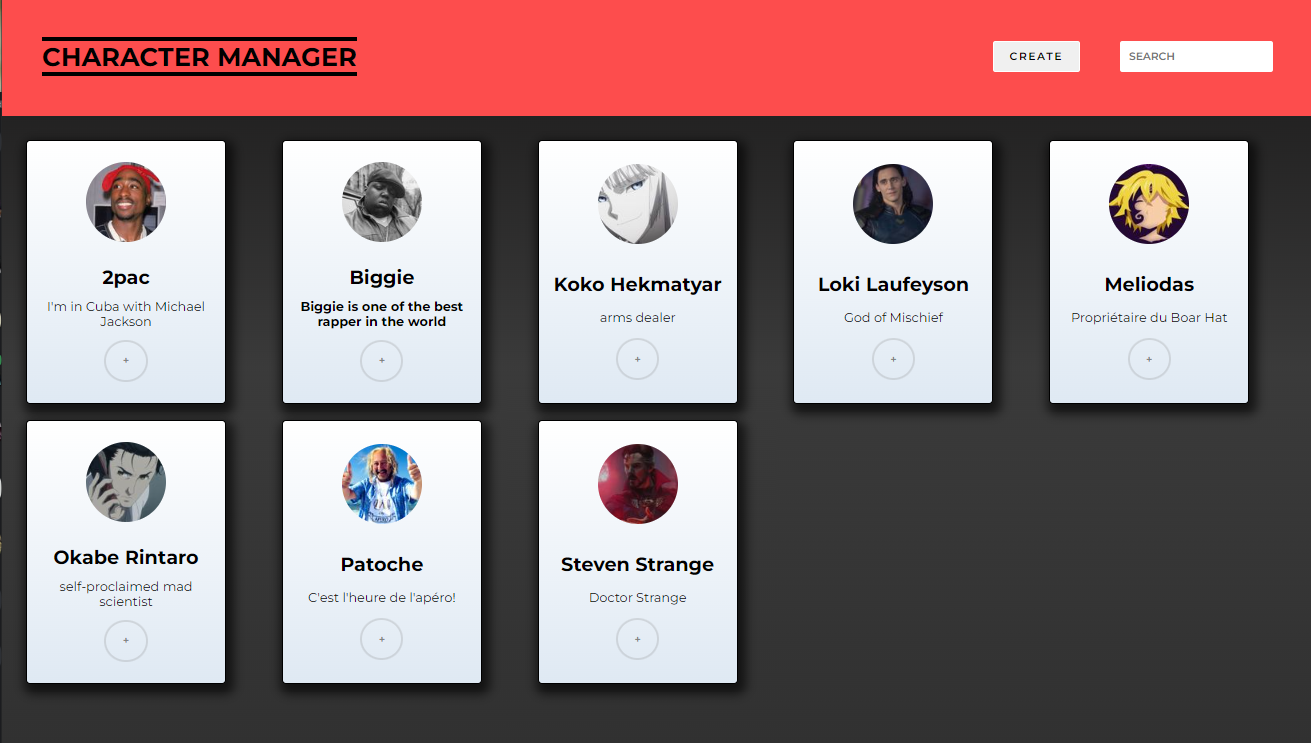 CHARACTER MANAGER
CREATE
SEARCH
2pac
I'm in Cuba with Michael
Jackson
+
Biggie
Biggie is one of the best
rapper in the world
+
Koko Hekmatyar
arms dealer
+
Loki Laufeyson
God of Mischief
+
Meliodas
Propriétaire du Boar Hat
+
Okabe Rintaro
self-proclaimed mad
scientist
+
Patoche
C'est l'heure de l'apéro!
+
Steven Strange
Doctor Strange
+